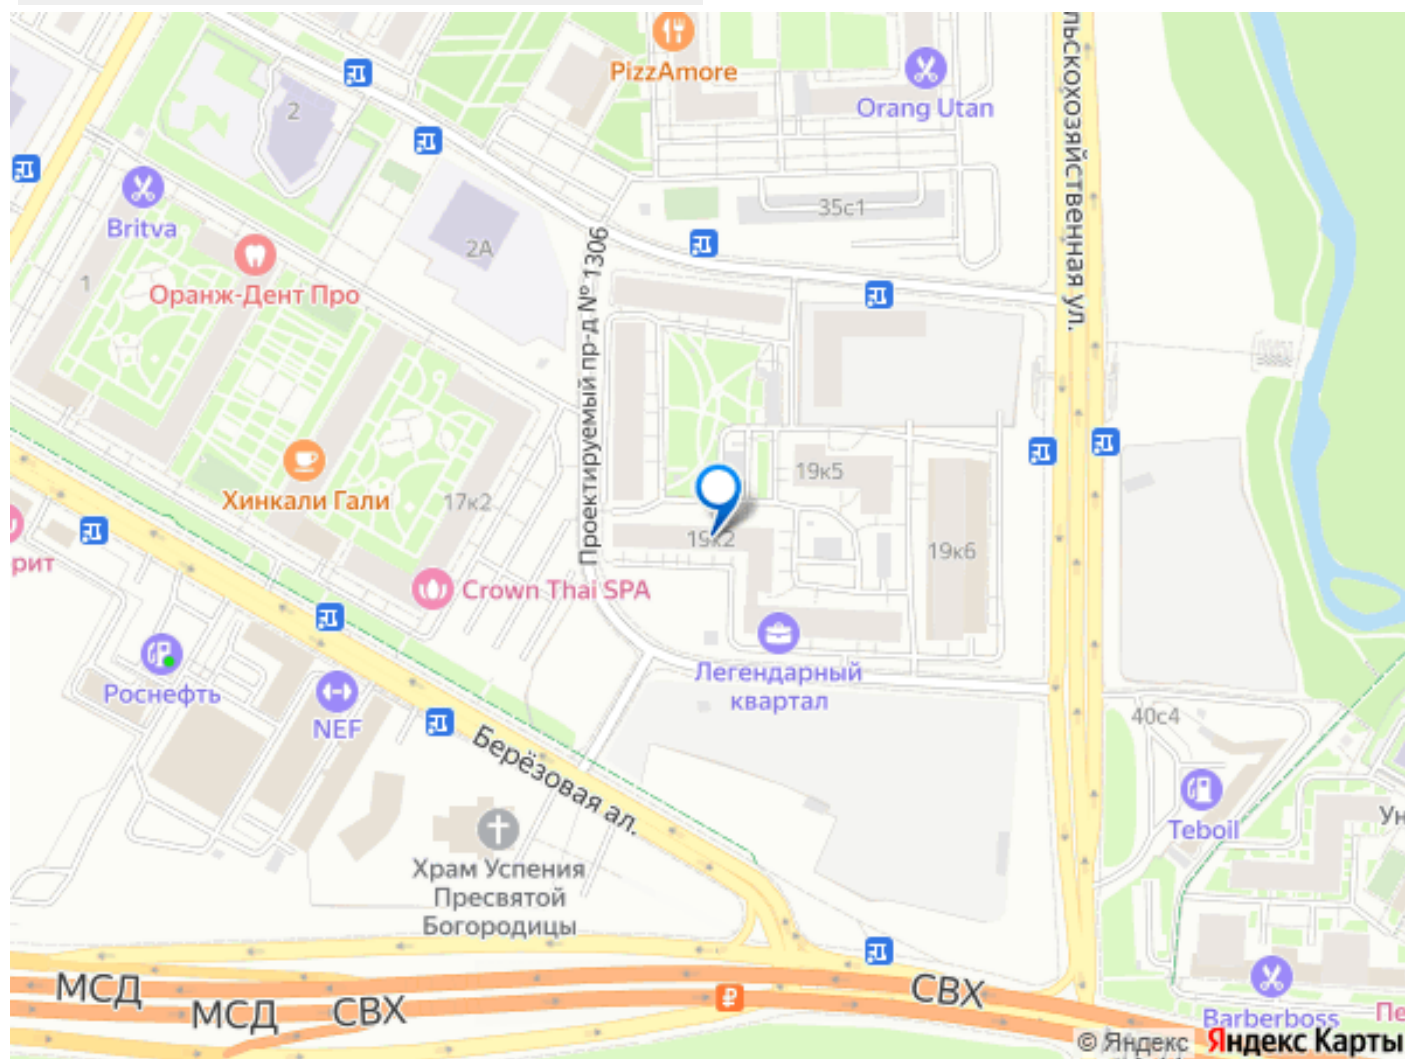 PizzAmore
Orang Utan
льскохозяйственная ул.
2
Britva
35с1
2А
Оранж-Дент Про
1
Проектируемый пр-д № 1306
Хинкали Гали
17к2
19к5
19к2
19к6
рит
Crown Thai SPA
Роснефть
NEF
Легендарный
квартал
40с4
Берёзовая ал.
Teboil
Ун
Храм Успения
Пресвятой
Богородицы
МСД
МСД
СВХ
СВХ
₽
Barberboss
Пе
© Яндекс Яндекс Карты